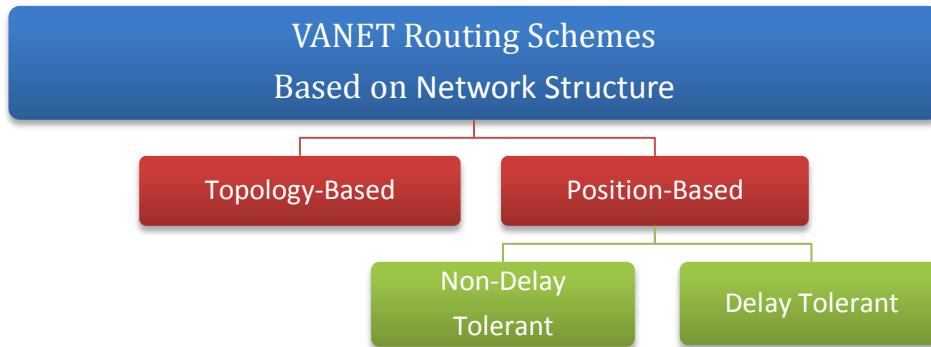 VANET Routing Schemes
Based on Network Structure
Topology-Based
Position-Based
Non-Delay
Tolerant
Delay Tolerant